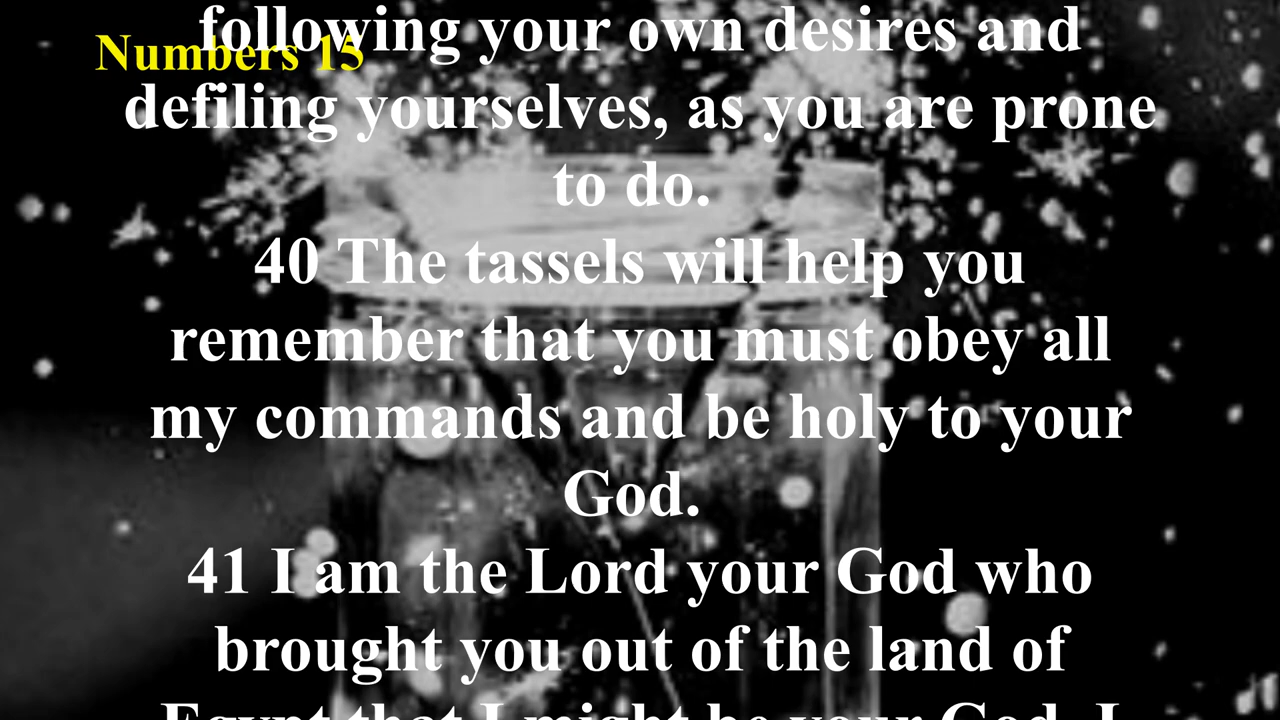 Numbers 15
following your own desires and
defiling yourselves, as you are prone
to do.
40 The tassels will help you
remember that you must obey all
my commands and be holy to your
God.
41 I am the Lord your God who
brought you out of the land of
Egypt that I might be your God. I